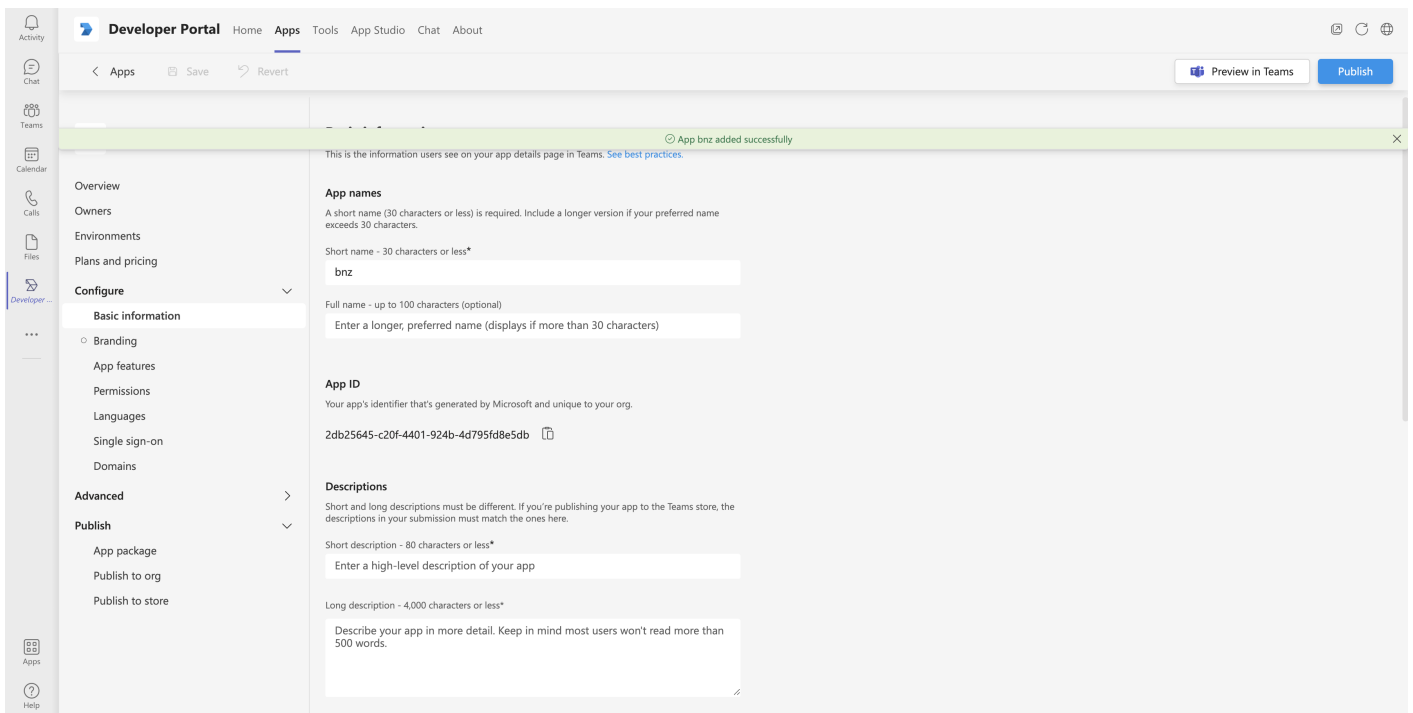 Activity
Chat
Teams
Calendar
Calls
Files
Developer ...
Apps
Help
Developer Portal Home Apps Tools App Studio Chat About
Apps Save Revert
Preview in Teams Publish
App bnz added successfully
Overview
Owners
Environments
Plans and pricing
Configure
Basic information
Branding
App features
Permissions
Languages
Single sign-on
Domains
Advanced
Publish
App package
Publish to org
Publish to store
This is the information users see on your app details page in Teams. See best practices.
App names
A short name (30 characters or less) is required. Include a longer version if your preferred name
exceeds 30 characters.
Short name - 30 characters or less*
bnz
Full name - up to 100 characters (optional)
Enter a longer, preferred name (displays if more than 30 characters)
App ID
Your app's identifier that's generated by Microsoft and unique to your org.
2db25645-c20f-4401-924b-4d795fd8e5db
Descriptions
Short and long descriptions must be different. If you're publishing your app to the Teams store, the
descriptions in your submission must match the ones here.
Short description - 80 characters or less*
Enter a high-level description of your app
Long description - 4,000 characters or less*
Describe your app in more detail. Keep in mind most users won't read more than
500 words.